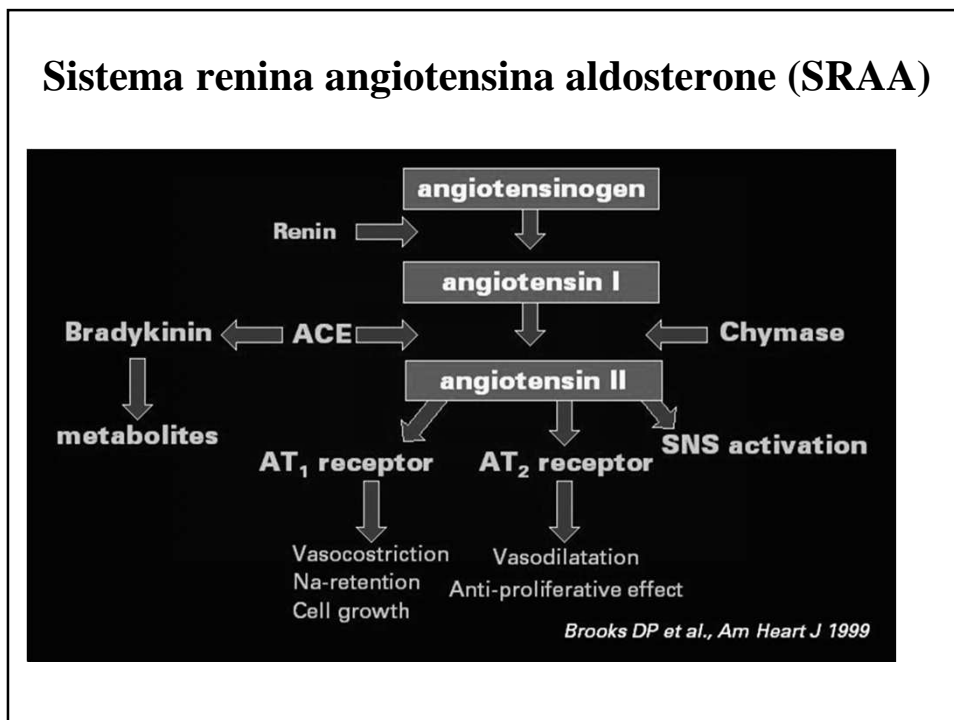 Sistema renina angiotensina aldosterone (SRAA)
angiotensinogen
Renin
angiotensin I
Bradykinin
ACE
Chymase
angiotensin II
metabolites
AT₁ receptor
AT₂ receptor
SNS activation
Vasocostriction
Na-retention
Cell growth
Vasodilatation
Anti-proliferative effect
Brooks DP et al., Am Heart J 1999